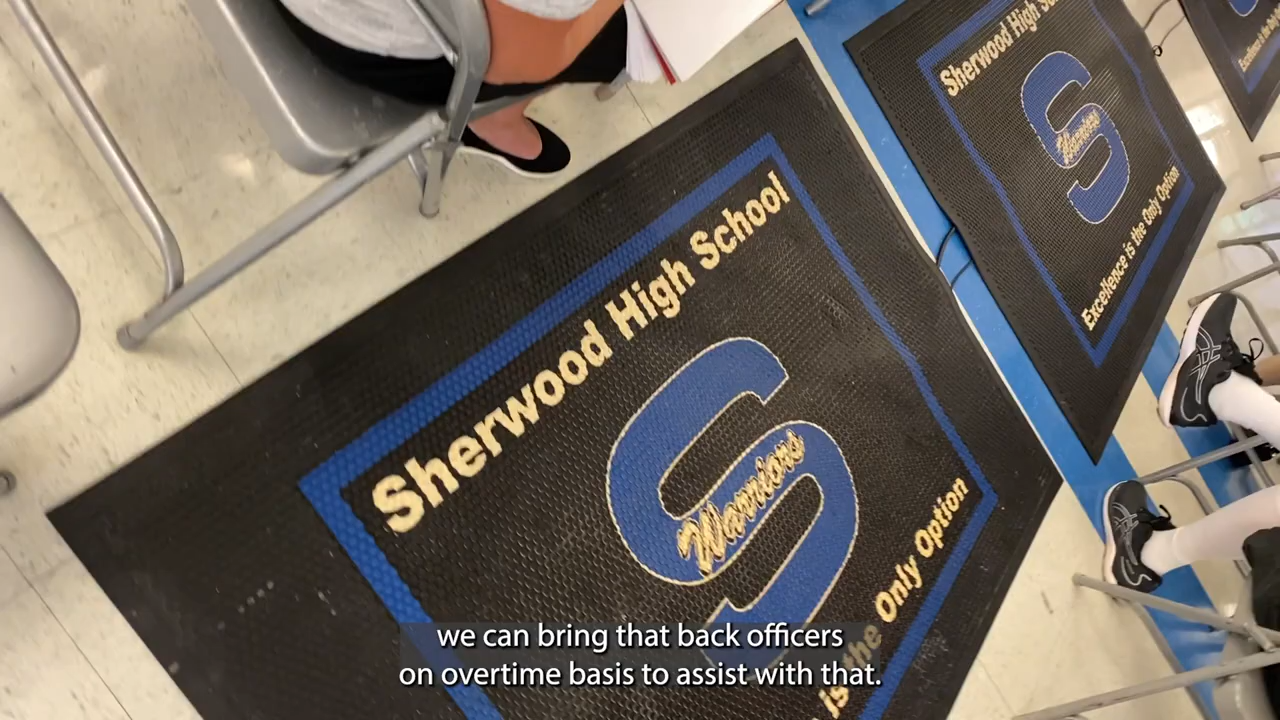 Sherwood High School
Warriors
is the Only Option
Sherwood High Sc
Warriors
Excellence is the Only Option
we can bring that back officers
on overtime basis to assist with that.